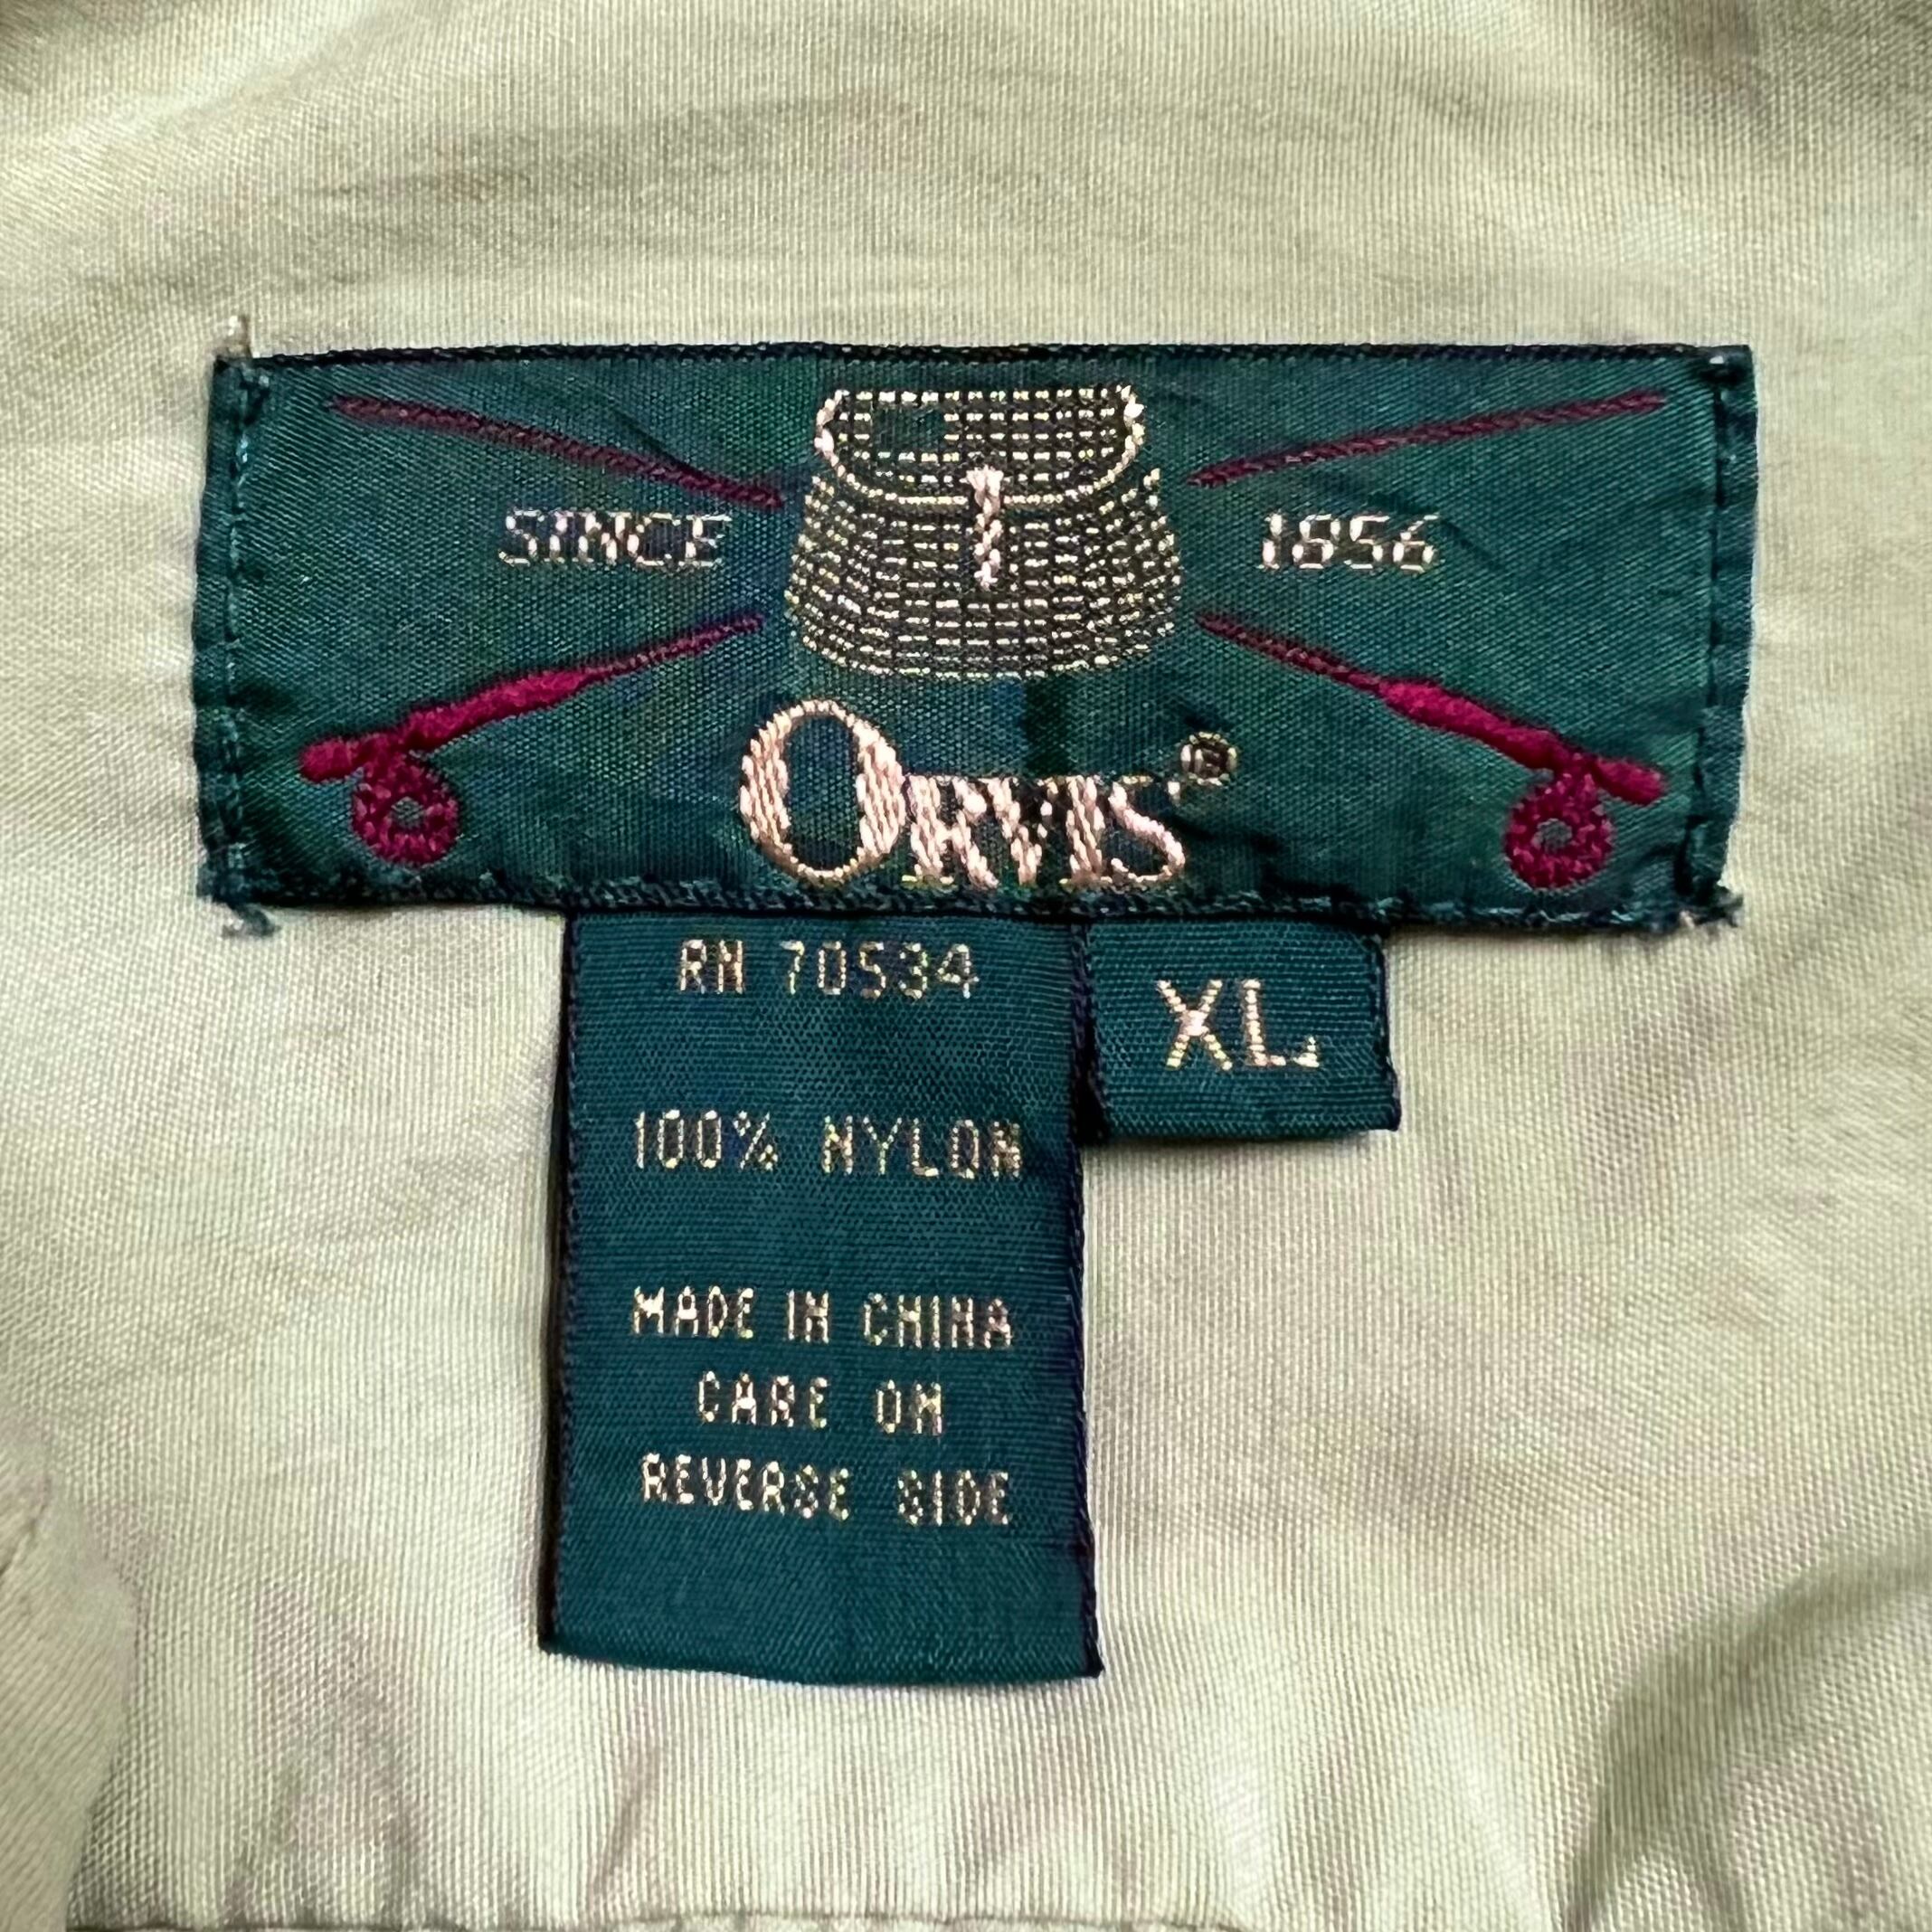 SINCE 1856
ORVIS®
RN 70534
XL
100% NYLON
MADE IN CHINA
CARE ON
REVERSE SIDE